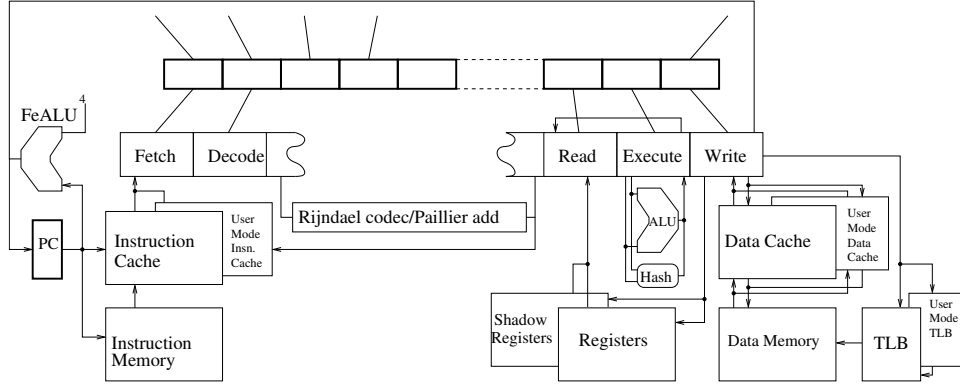 4
FeALU
Fetch
Decode
Read
Execute
Write
Rijndael codec/Paillier add
ALU
Hash
PC
Instruction
Cache
User
Mode
Insn.
Cache
Data Cache
User
Mode
Data
Cache
Instruction
Memory
Shadow
Registers
Registers
Data Memory
TLB
User
Mode
TLB